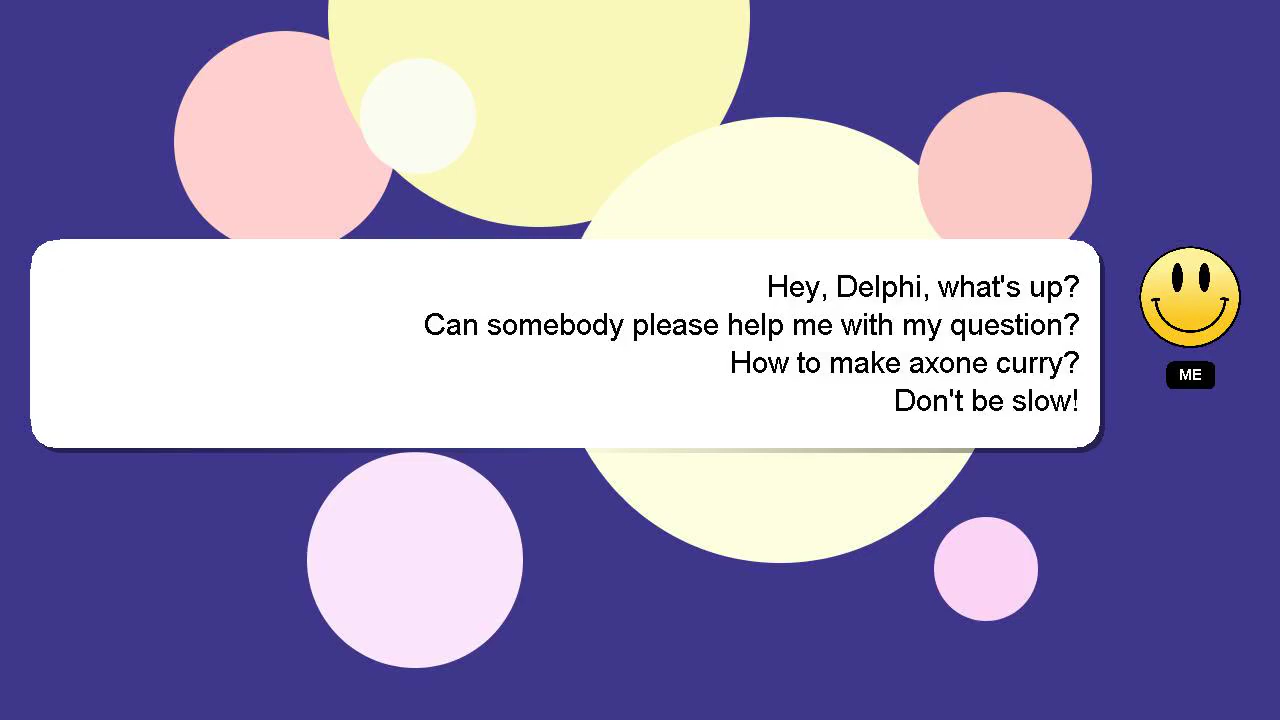 Hey, Delphi, what's up?
Can somebody please help me with my question?
How to make axone curry?
Don't be slow!
ME